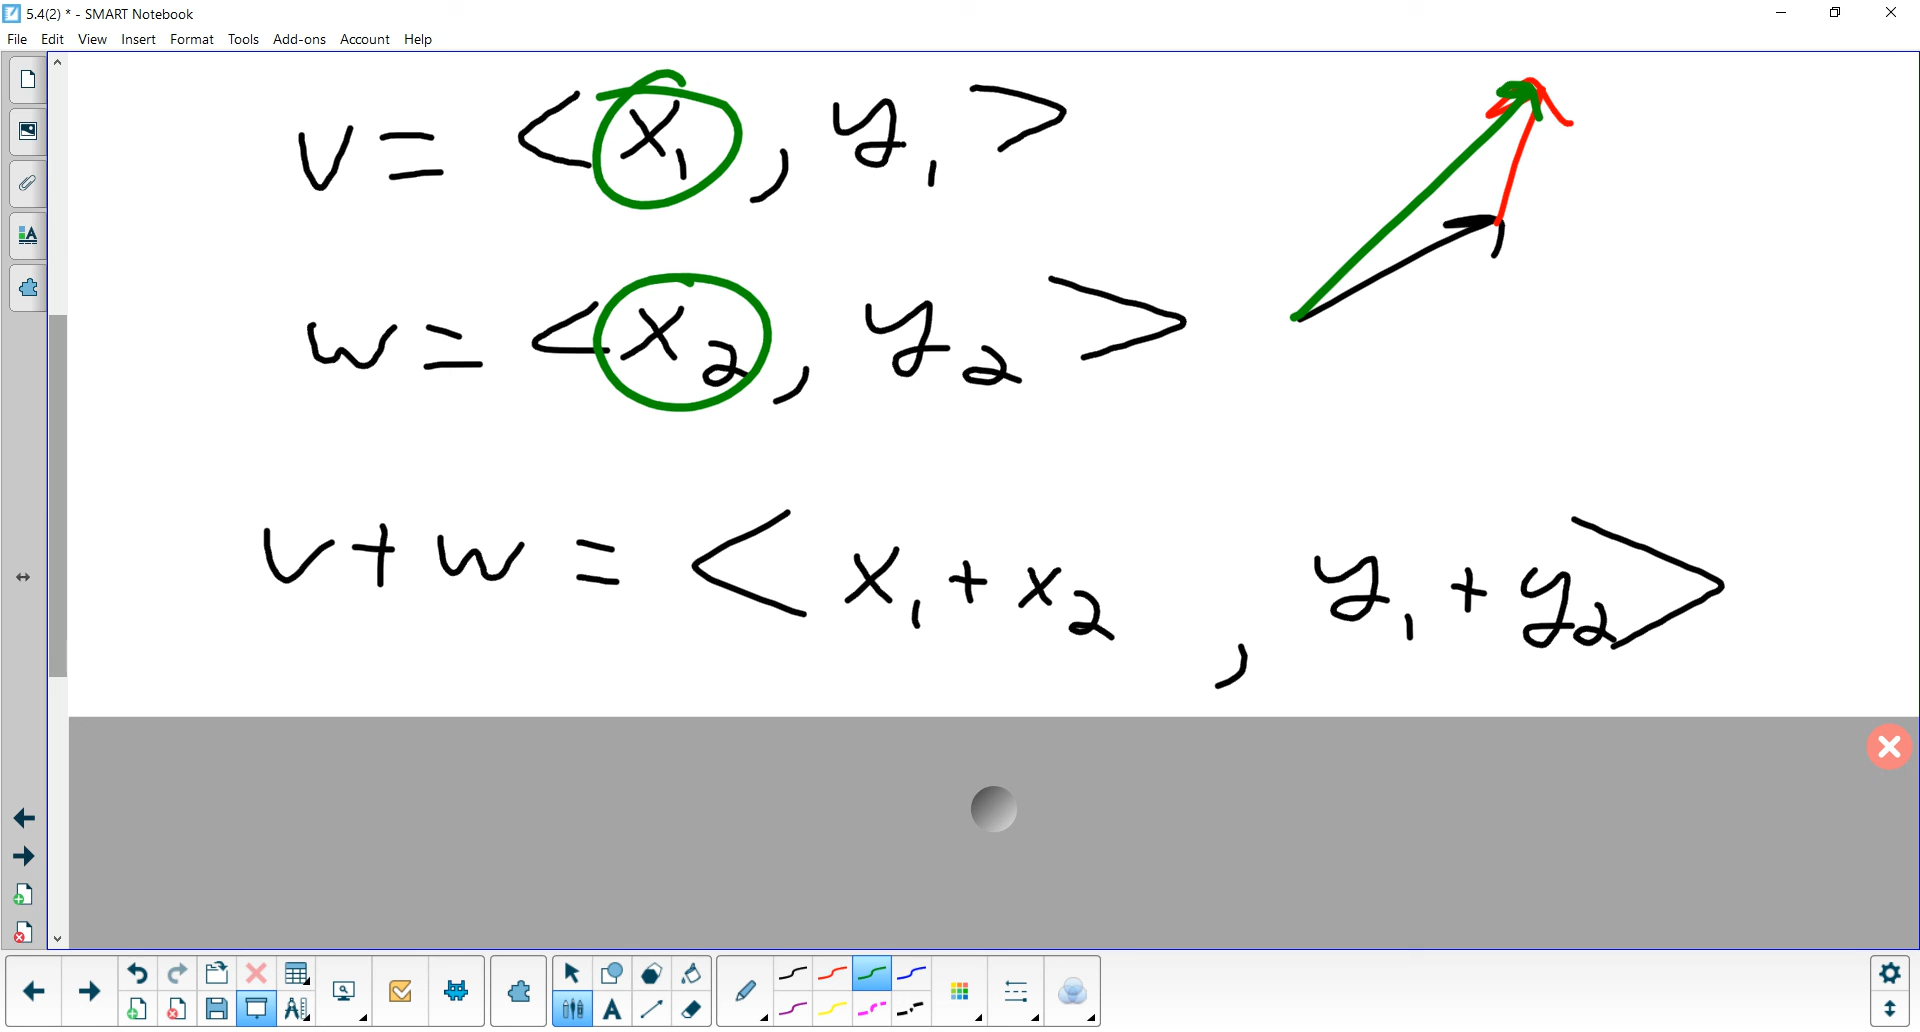 5.4(2) * - SMART Notebook
File Edit View Insert Format Tools Add-ons Account Help
v = <x₁, y₁>
w = <x₂, y₂>
v + w = <x₁ + x₂, y₁ + y₂>